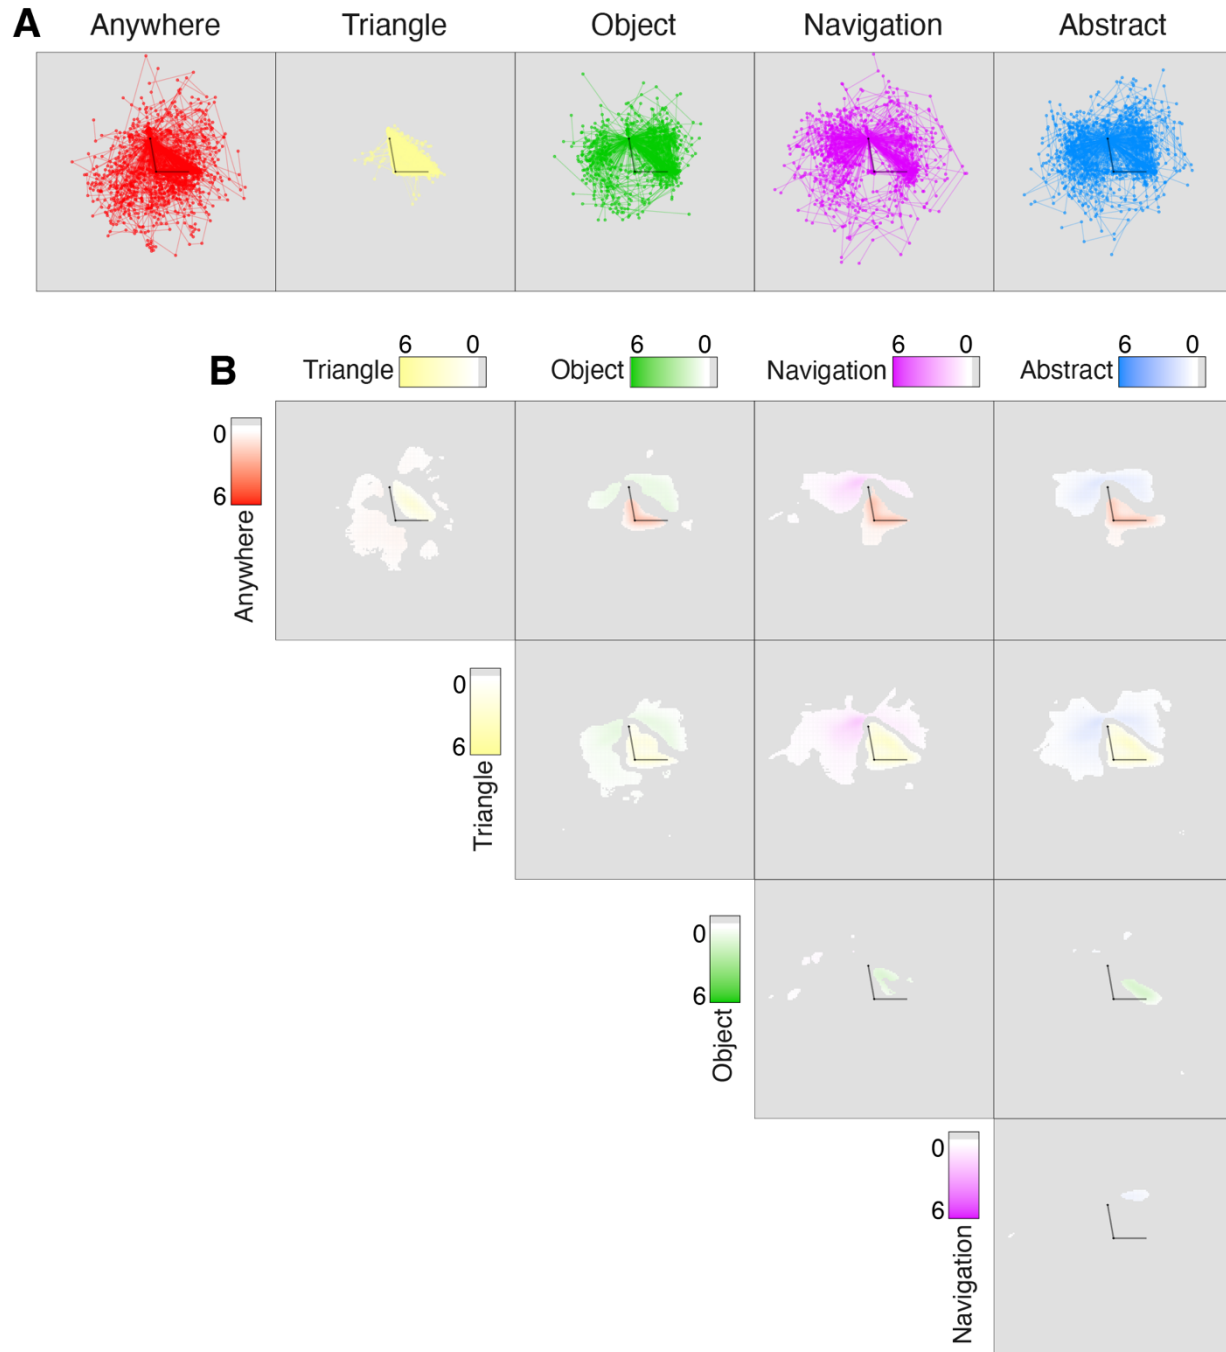 A Anywhere Triangle Object Navigation Abstract
B Triangle 6 0 Object 6 0 Navigation 6 0 Abstract 6 0
0
6
Anywhere
0
6
Triangle
0
6
Object
0
6
Navigation